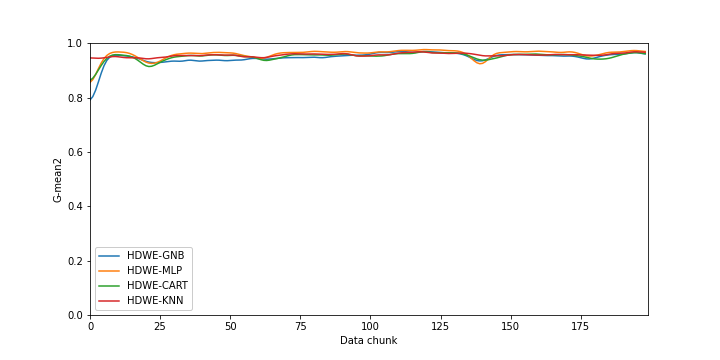 1.0
0.8
0.6
0.4
0.2
0.0
G-mean2
HDWE-GNB
HDWE-MLP
HDWE-CART
HDWE-KNN
0 25 50 75 100 125 150 175
Data chunk